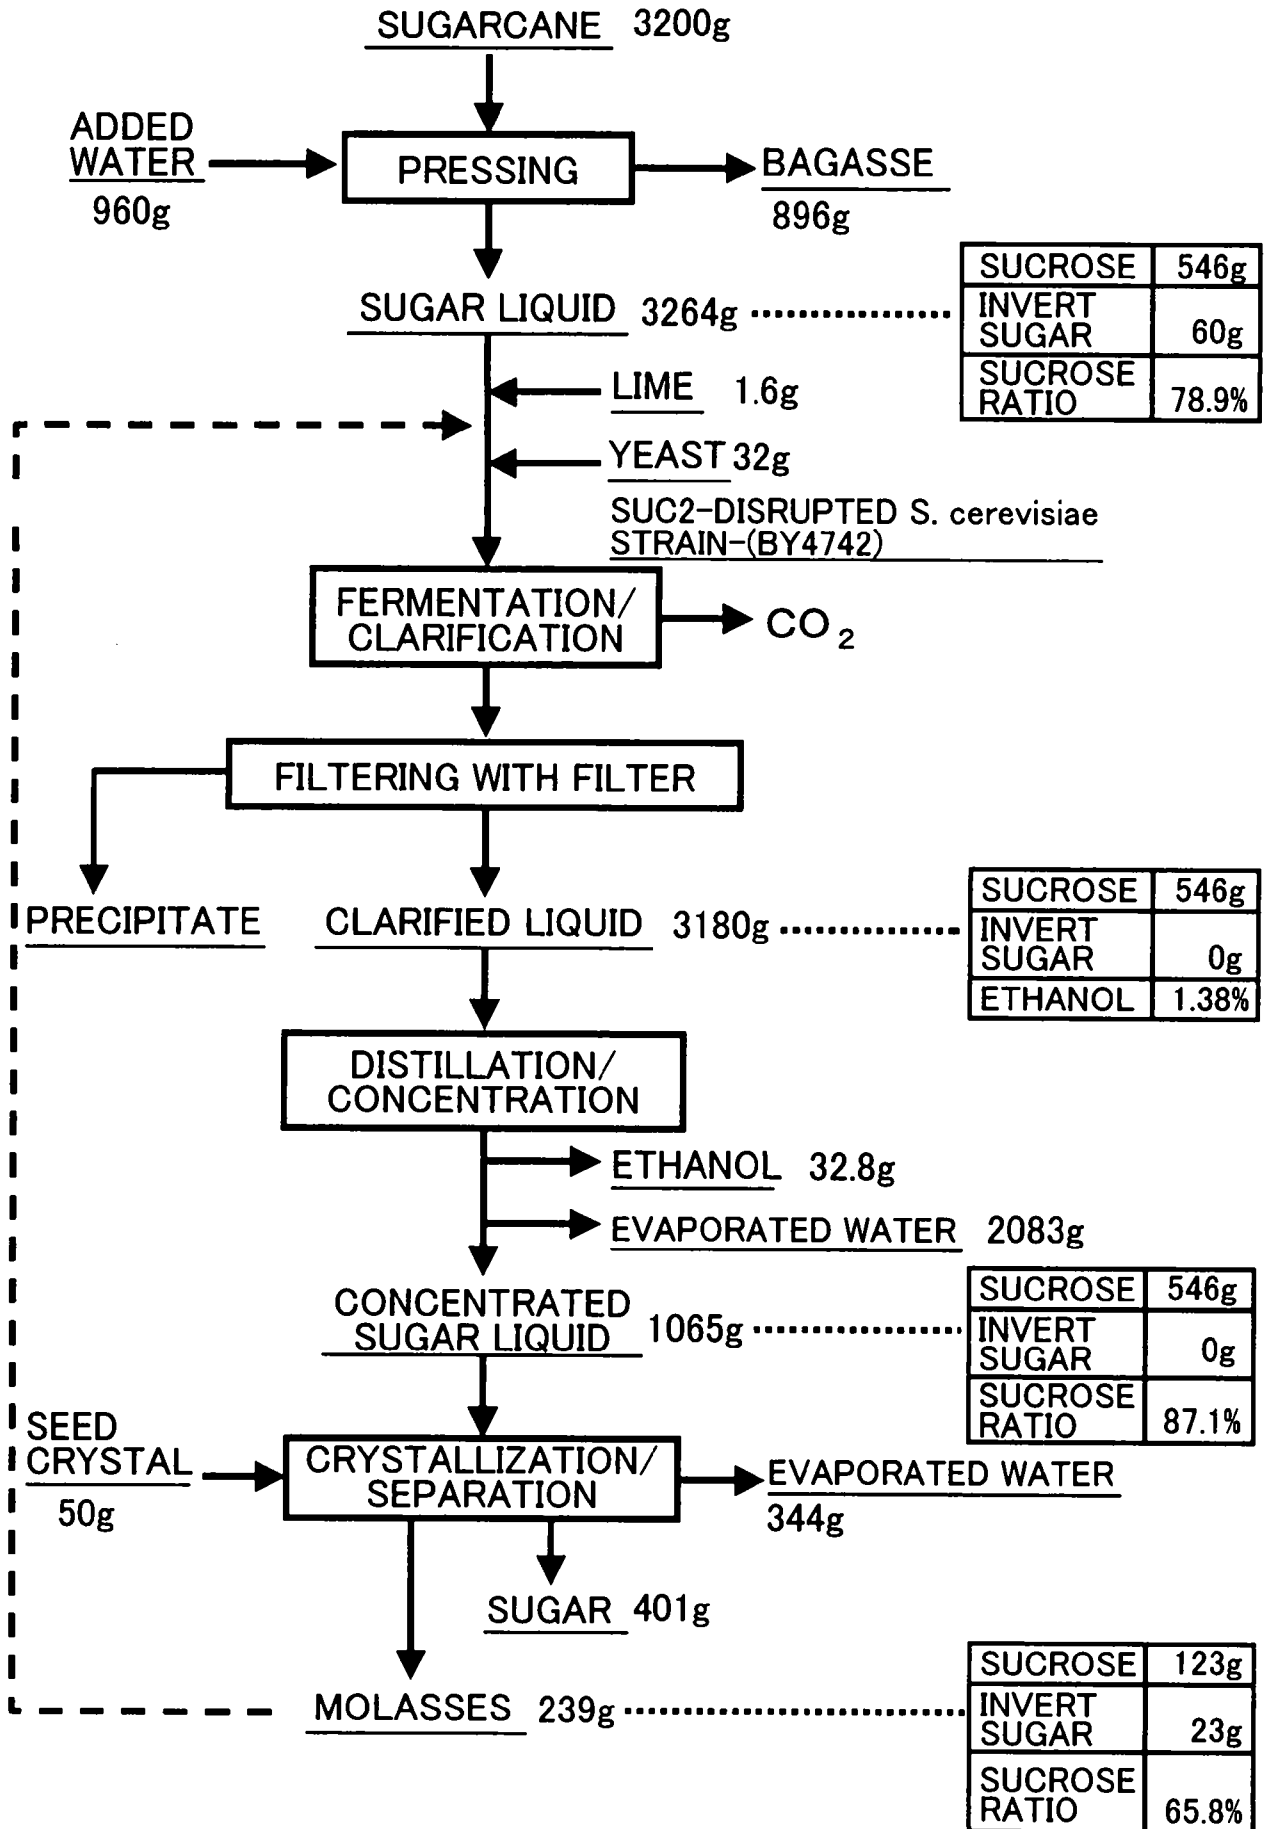 SUGARCANE 3200g
ADDED
WATER
960g
PRESSING
BAGASSE
896g
SUGAR LIQUID 3264g
SUCROSE 546g
INVERT
SUGAR 60g
SUCROSE
RATIO 78.9%
LIME 1.6g
YEAST 32g
SUC2-DISRUPTED S. cerevisiae
STRAIN-(BY4742)
FERMENTATION/
CLARIFICATION
CO2
FILTERING WITH FILTER
PRECIPITATE
CLARIFIED LIQUID 3180g
SUCROSE 546g
INVERT
SUGAR 0g
ETHANOL 1.38%
DISTILLATION/
CONCENTRATION
ETHANOL 32.8g
EVAPORATED WATER 2083g
CONCENTRATED
SUGAR LIQUID 1065g
SUCROSE 546g
INVERT
SUGAR 0g
SUCROSE
RATIO 87.1%
SEED
CRYSTAL
50g
CRYSTALLIZATION/
SEPARATION
EVAPORATED WATER
344g
SUGAR 401g
MOLASSES 239g
SUCROSE 123g
INVERT
SUGAR 23g
SUCROSE
RATIO 65.8%